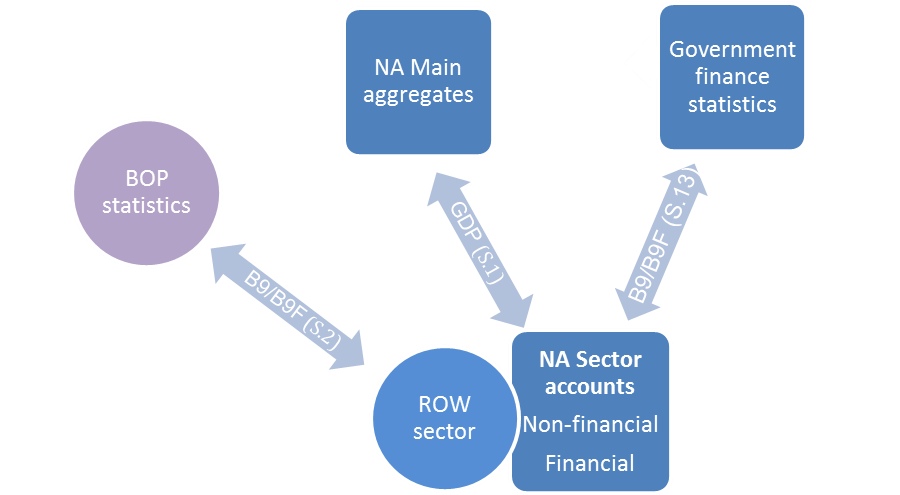 NA Main
aggregates
Government
finance
statistics
BOP
statistics
GDP (S.1)
B9/B9F (S.13)
B9/B9F (S.2)
NA Sector
accounts
Non-financial
Financial
ROW
sector